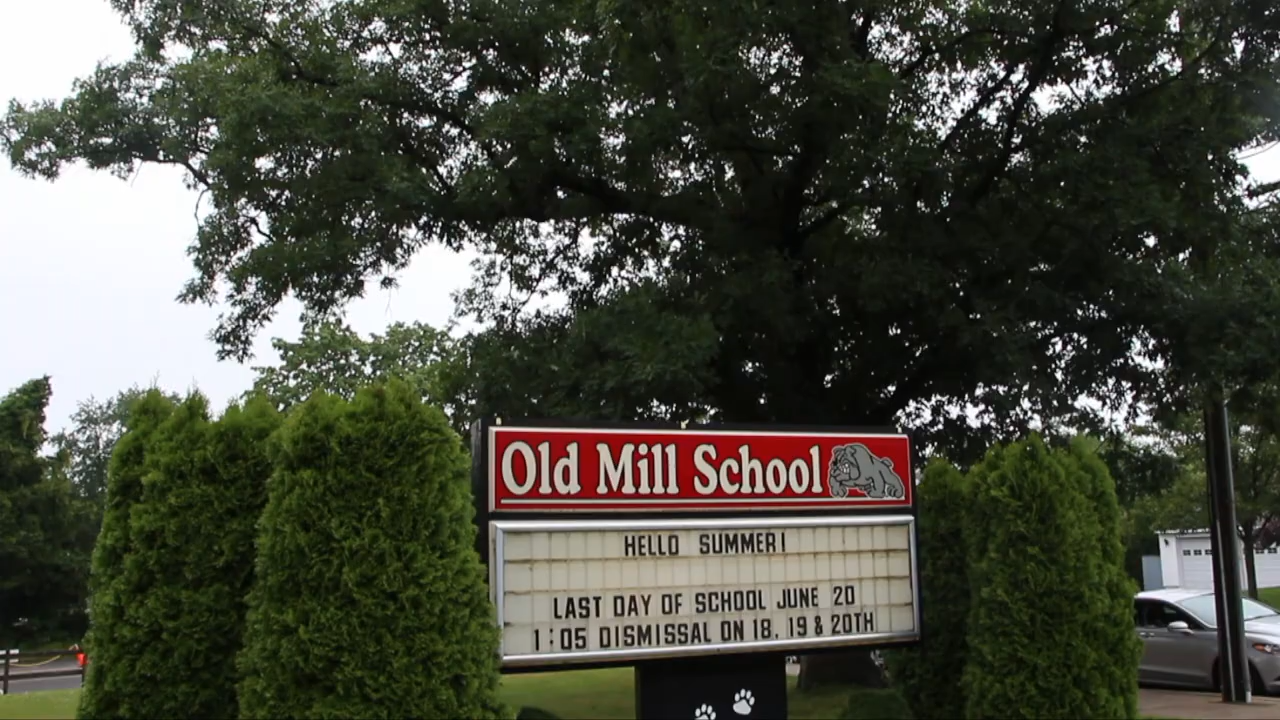 Old Mill School
HELLO SUMMER!
LAST DAY OF SCHOOL JUNE 20
1:05 DISMISSAL ON 18, 19 & 20TH